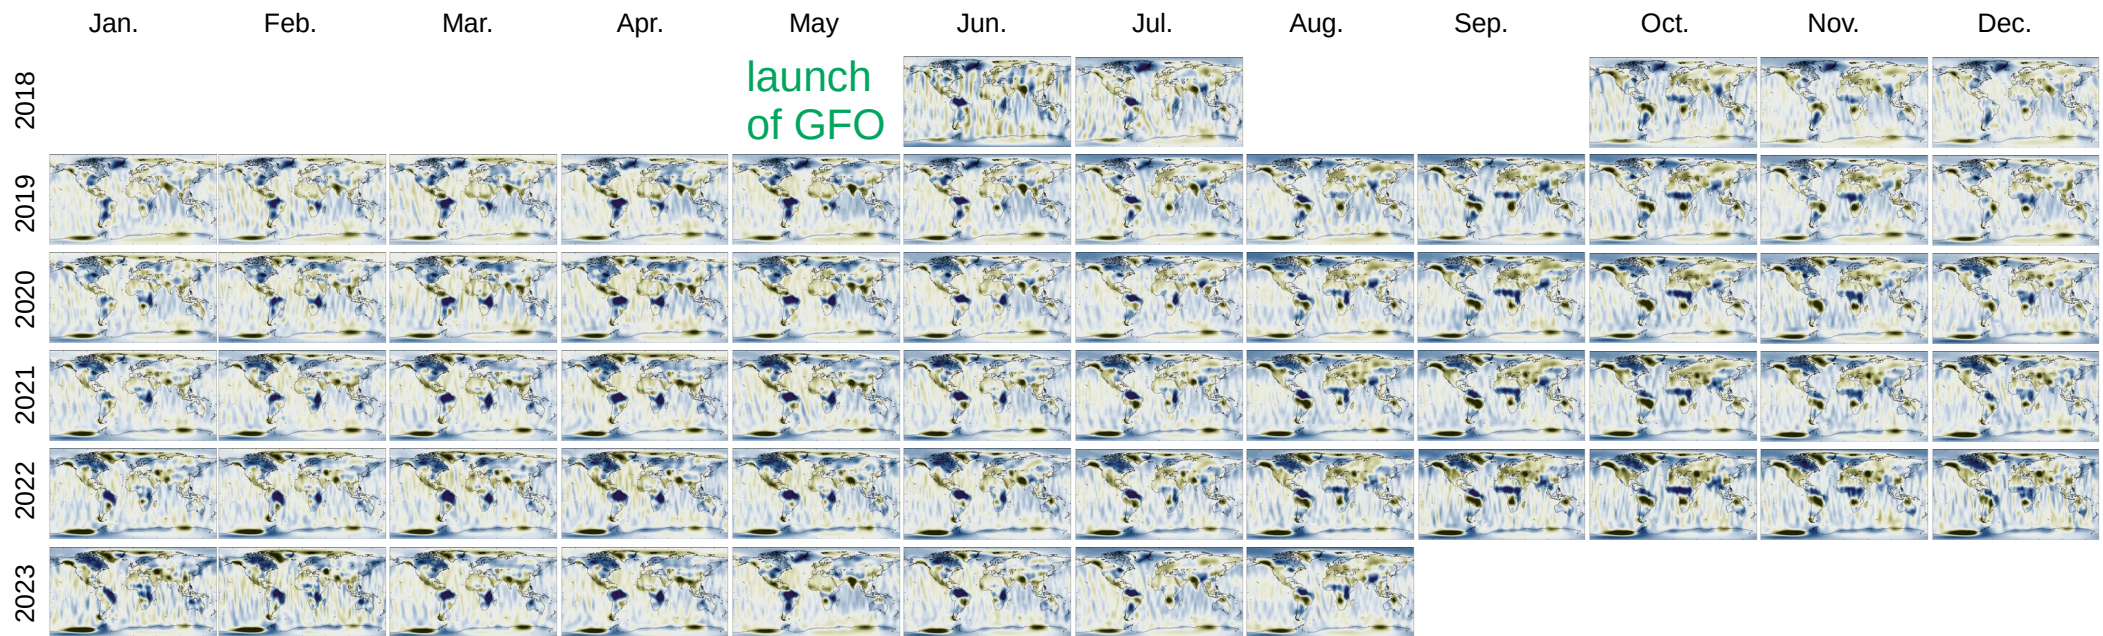 Jan. Feb. Mar. Apr. May Jun. Jul. Aug. Sep. Oct. Nov. Dec.
2018
launch
of GFO
2019
2020
2021
2022
2023